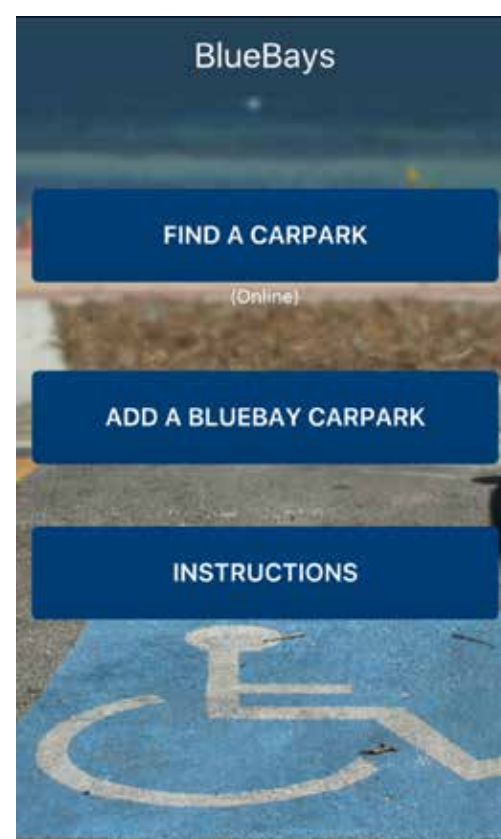 BlueBays
FIND A CARPARK
(Online)
ADD A BLUEBAY CARPARK
INSTRUCTIONS